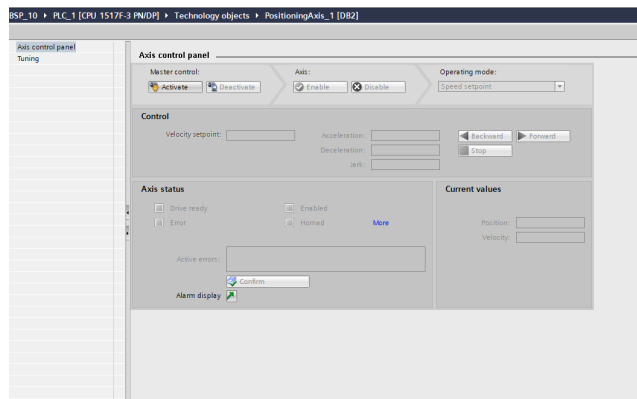 BSP_10 ▸ PLC_1 [CPU 1517F-3 PN/DP] ▸ Technology objects ▸ PositioningAxis_1 [DB2]
Axis control panel
Tuning
Axis control panel
Master control: Axis: Operating mode:
Activate Deactivate Enable Disable Speed setpoint
Control
Velocity setpoint: Acceleration: Backward Forward
Deceleration: Stop
Jerk:
Axis status Current values
Drive ready Enabled
Error Homed More Position:
Velocity:
Active errors:
Confirm
Alarm display